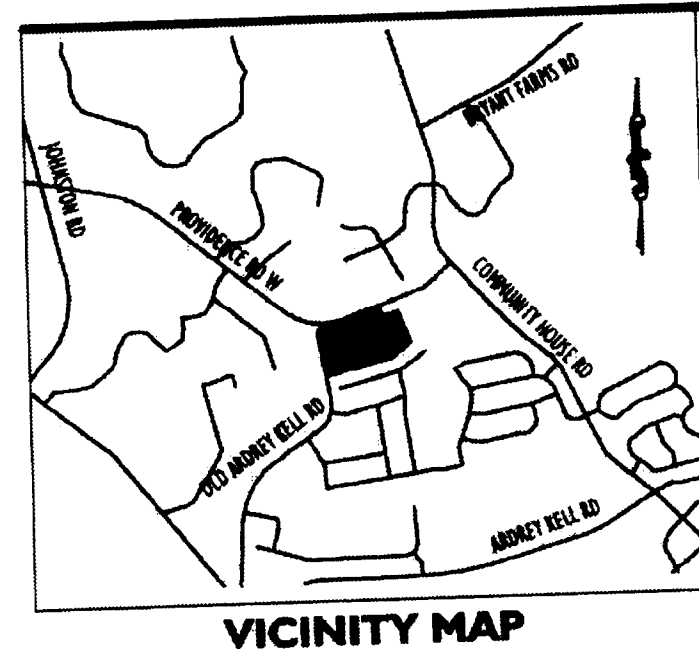 BRYANT FARMS RD
JOHNSTON RD
PROVIDENCE RD W
COMMUNITY HOUSE RD
OLD ARDREY KELL RD
ARDREY KELL RD
VICINITY MAP